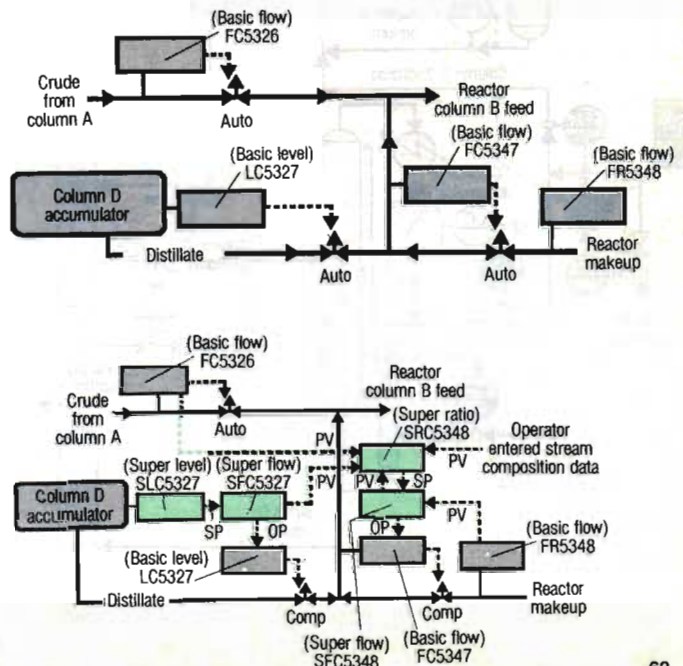 (Basic flow)
FC5326
Crude
from
column A
Auto
Reactor
column B feed
(Basic flow)
FC5347
(Basic flow)
FR5348
(Basic level)
LC5327
Column D
accumulator
Distillate
Auto
Auto
Reactor
makeup
(Basic flow)
FC5326
Crude
from
column A
Auto
Reactor
column B feed
(Super ratio)
SRC5348
PV
Operator
entered stream
composition data
PV
(Super level)
SLC5327
(Super flow)
SFC5327
PV
PV
SP
Column D
accumulator
SP
OP
OP
PV
(Basic flow)
FR5348
(Basic level)
LC5327
Distillate
Comp
Comp
Reactor
makeup
(Super flow)
SFC5348
(Basic flow)
FC5347